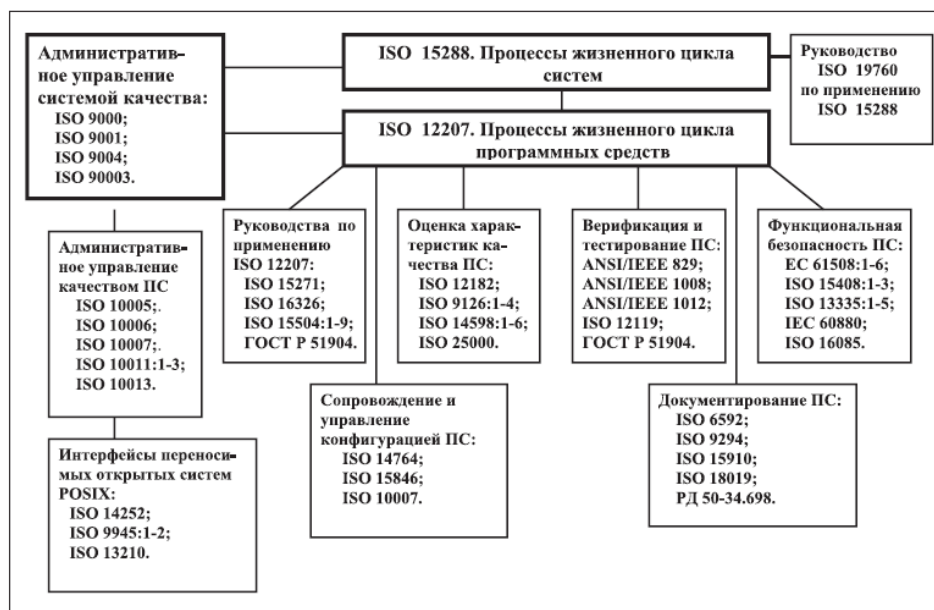 Административ-
ное управление
системой качества:
ISO 9000;
ISO 9001;
ISO 9004;
ISO 90003.
ISO 15288. Процессы жизненного цикла
систем
Руководство
ISO 19760
по применению
ISO 15288
ISO 12207. Процессы жизненного цикла
программных средств
Административ-
ное управление
качеством ПС
ISO 10005;.
ISO 10006;
ISO 10007;.
ISO 10011:1-3;
ISO 10013.
Руководства по
применению
ISO 12207:
ISO 15271;
ISO 16326;
ISO 15504:1-9;
ГОСТ Р 51904.
Оценка харак-
теристик ка-
чества ПС:
ISO 12182;
ISO 9126:1-4;
ISO 14598:1-6;
ISO 25000.
Верификация и
тестирование ПС:
ANSI/IEEE 829;
ANSI/IEEE 1008;
ANSI/IEEE 1012;
ISO 12119;
ГОСТ Р 51904.
Функциональная
безопасность ПС:
ЕС 61508:1-6;
ISO 15408:1-3;
ISO 13335:1-5;
IEC 60880;
ISO 16085.
Интерфейсы переноси-
мых открытых систем
POSIX:
ISO 14252;
ISO 9945:1-2;
ISO 13210.
Сопровождение и
управление
конфигурацией ПС:
ISO 14764;
ISO 15846;
ISO 10007.
Документирование ПС:
ISO 6592;
ISO 9294;
ISO 15910;
ISO 18019;
РД 50-34.698.